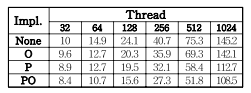 Impl. Thread
32 64 128 256 512 1024
None 10 14.9 24.1 40.7 75.3 145.2
O 9.6 12.7 20.3 35.9 69.3 142.1
P 8.9 12.7 19.5 32.1 58.4 112.7
PO 8.4 10.7 15.6 27.3 51.8 108.5